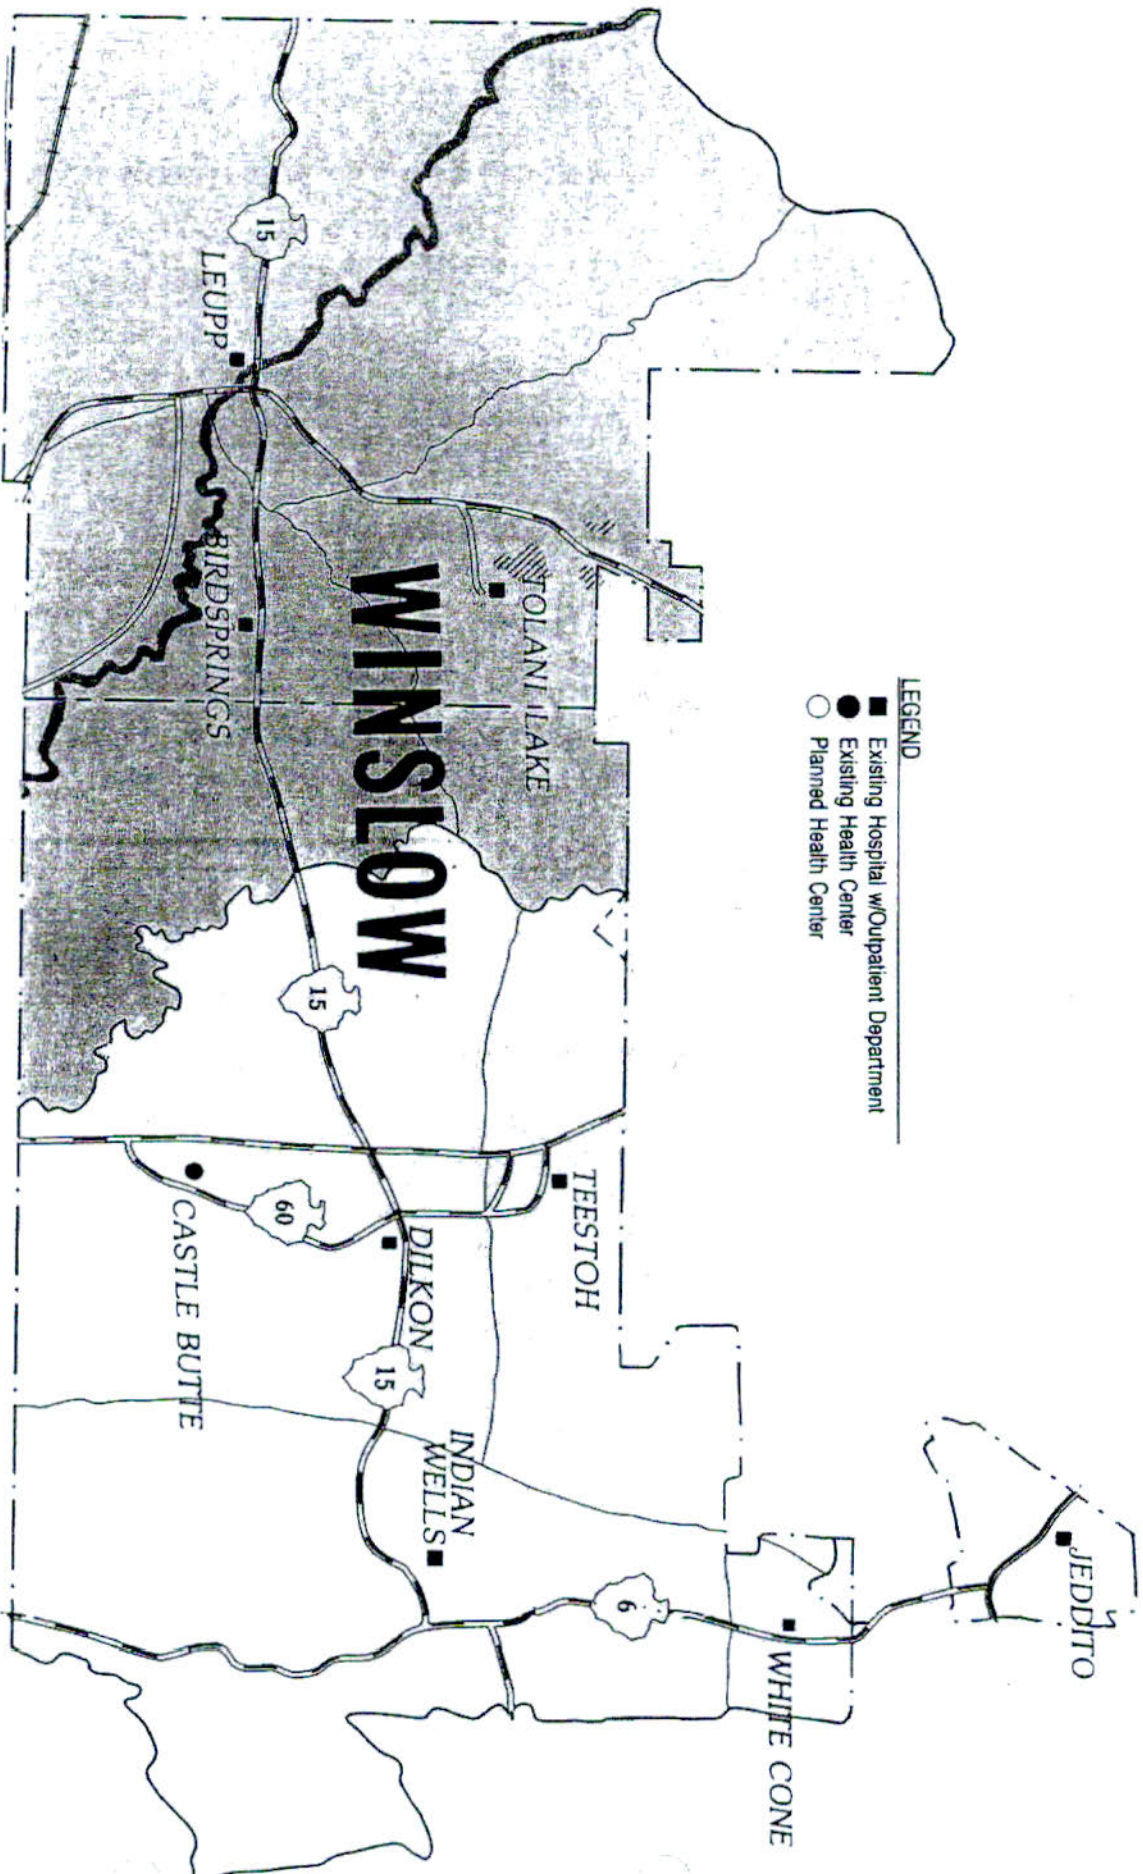 LEGEND
Existing Hospital w/Outpatient Department
Existing Health Center
Planned Health Center
JEDDITO
WHITE CONE
6
TEESTOH
TOLANI LAKE
INDIAN
WELLS
DILKON
15
WINSLOW
15
60
15
LEUPP
BIRDSPRINGS
CASTLE BUTTE